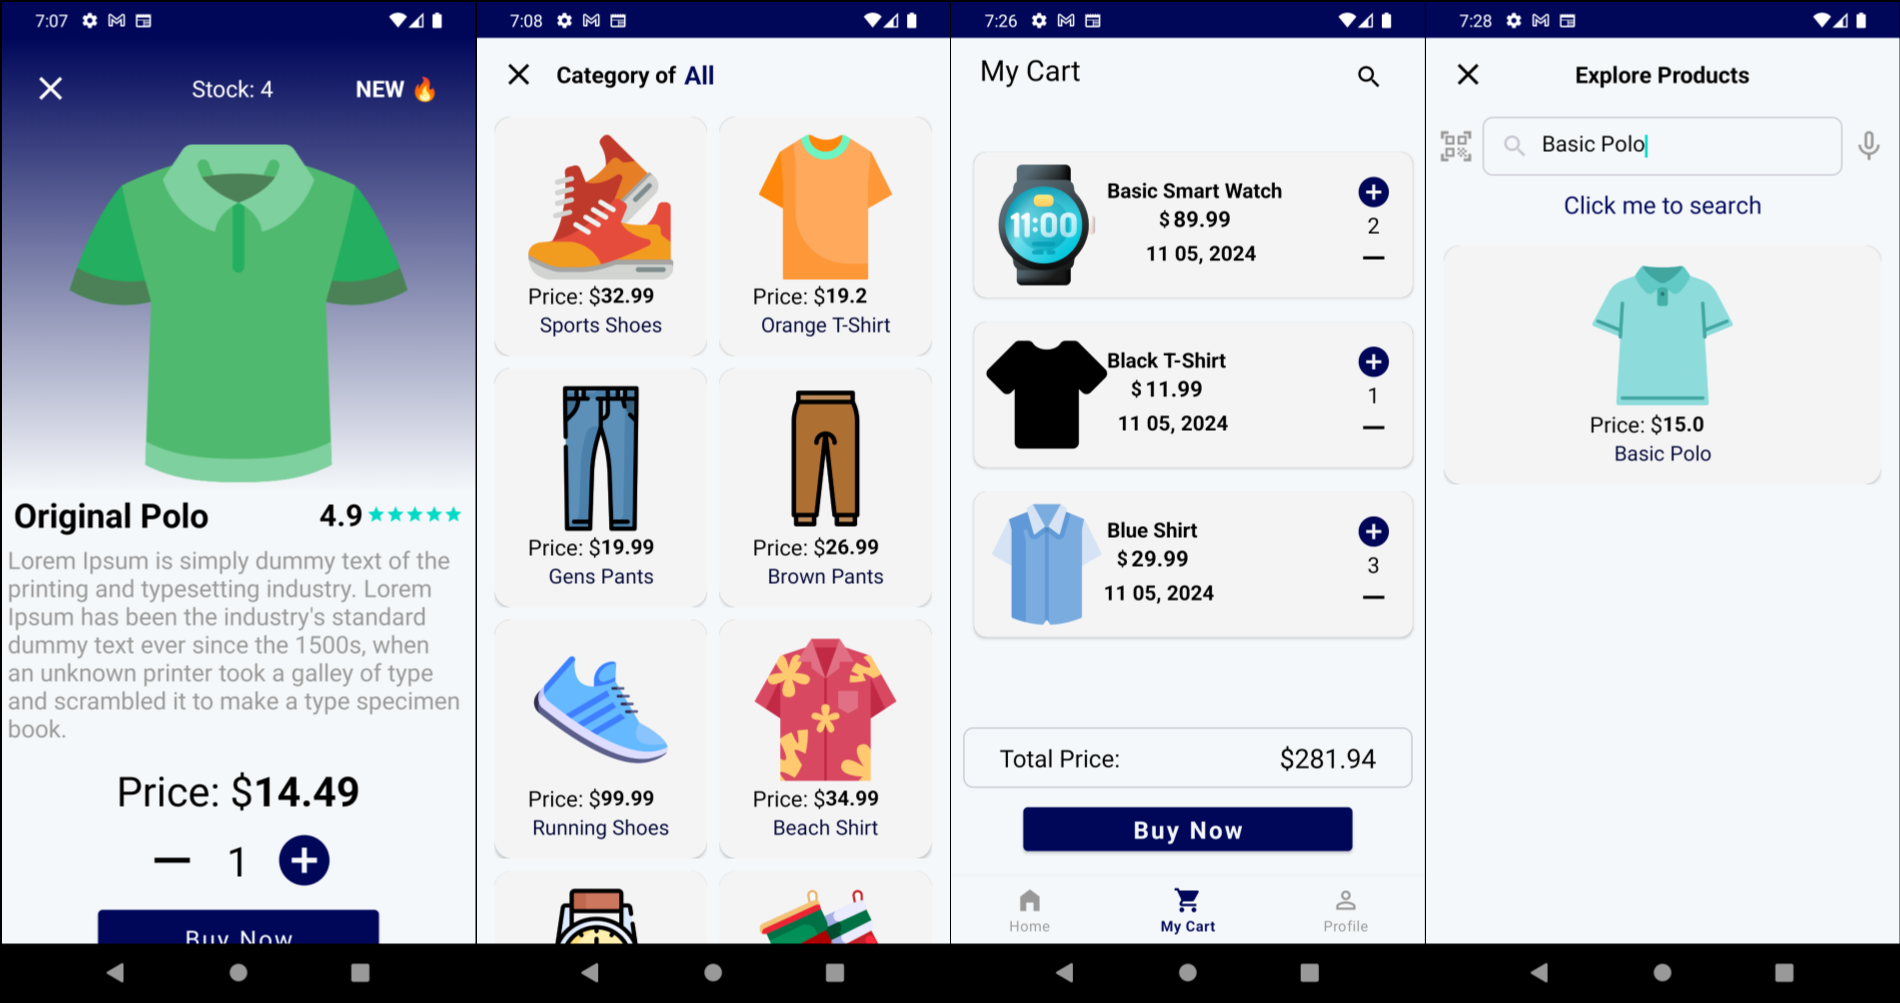 7:07
Stock: 4
NEW 🔥
Original Polo
4.9
Lorem Ipsum is simply dummy text of the
printing and typesetting industry. Lorem
Ipsum has been the industry's standard
dummy text ever since the 1500s, when
an unknown printer took a galley of type
and scrambled it to make a type specimen
book.
Price: $14.49
1
Buy Now
7:08
Category of All
Price: $32.99
Sports Shoes
Price: $19.2
Orange T-Shirt
Price: $19.99
Gens Pants
Price: $26.99
Brown Pants
Price: $99.99
Running Shoes
Price: $34.99
Beach Shirt
7:26
My Cart
11:00
Basic Smart Watch
$89.99
11 05, 2024
2
Black T-Shirt
$11.99
11 05, 2024
1
Blue Shirt
$29.99
11 05, 2024
3
Total Price: $281.94
Buy Now
Home
My Cart
Profile
7:28
Explore Products
Basic Polo
Click me to search
Price: $15.0
Basic Polo